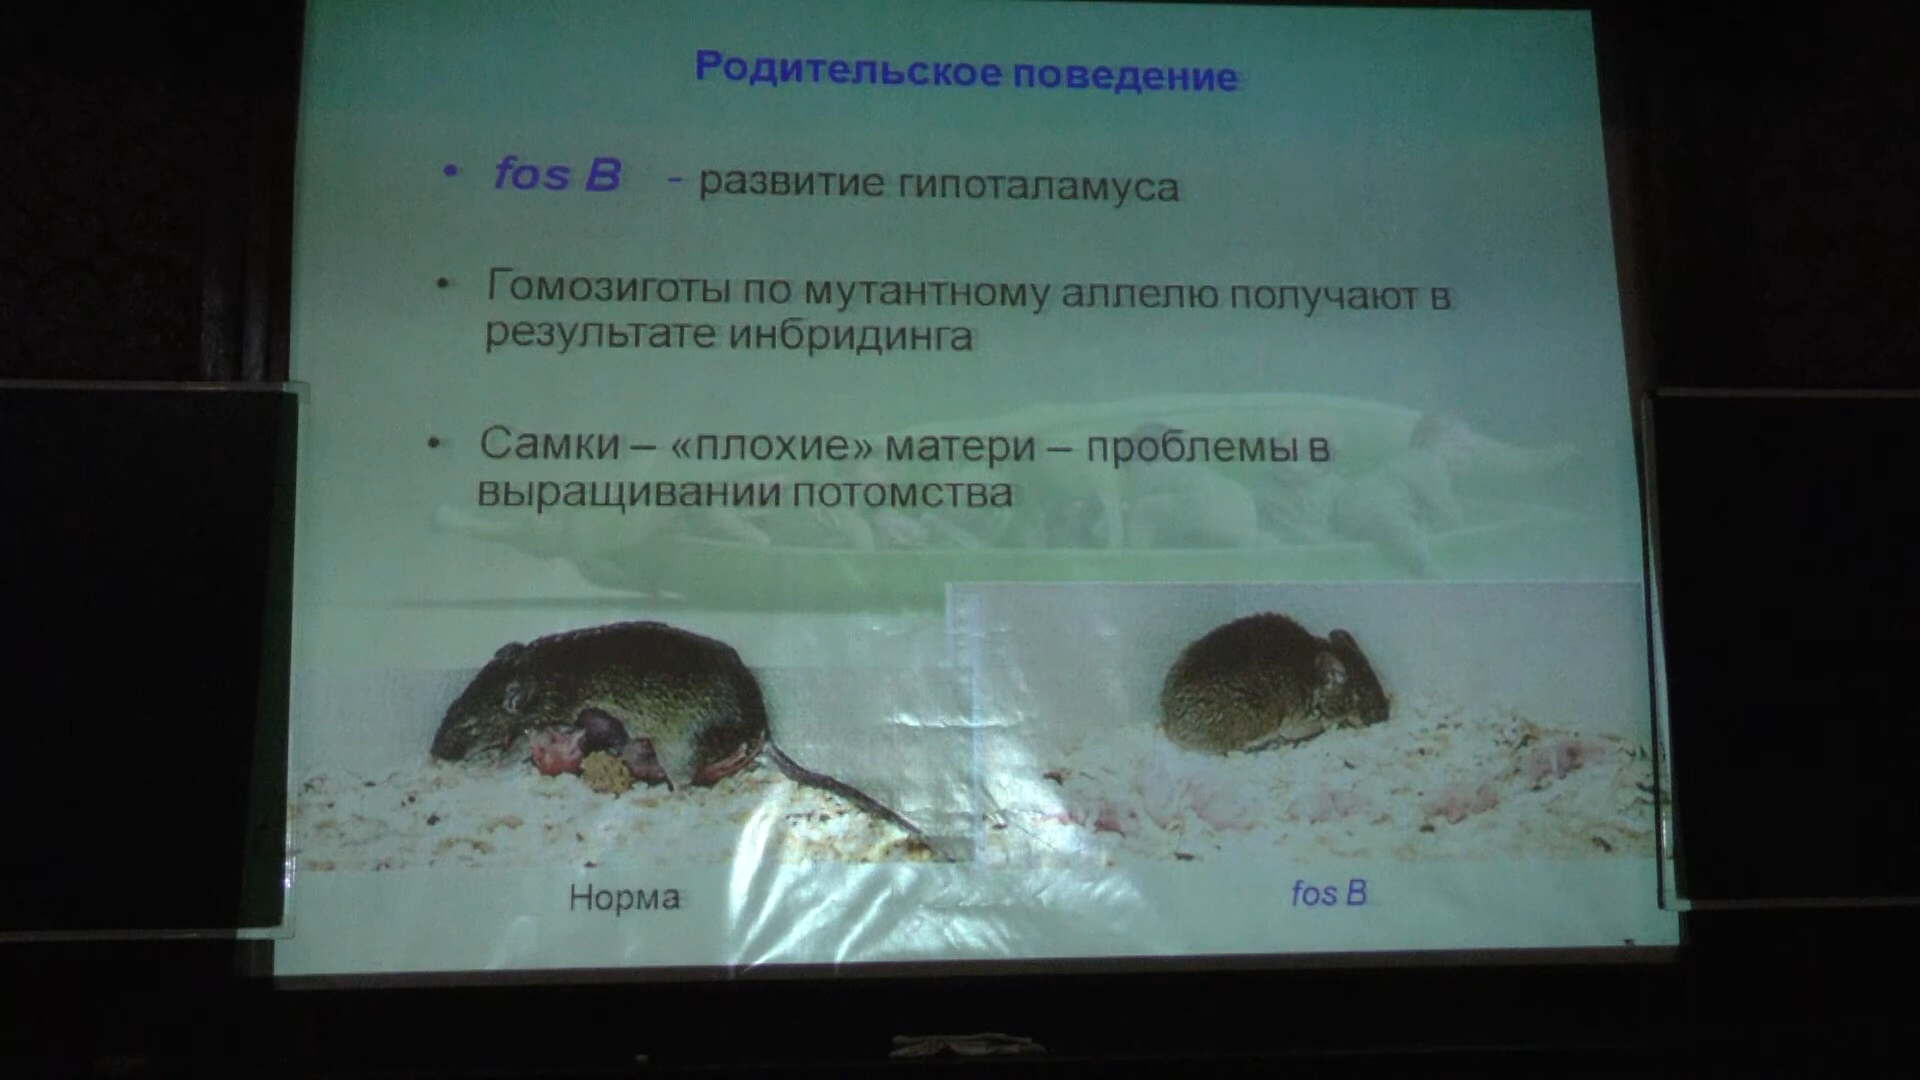 Родительское поведение
• fos B - развитие гипоталамуса
• Гомозиготы по мутантному аллелю получают в
результате инбридинга
• Самки – «плохие» матери – проблемы в
выращивании потомства
Норма
fos B